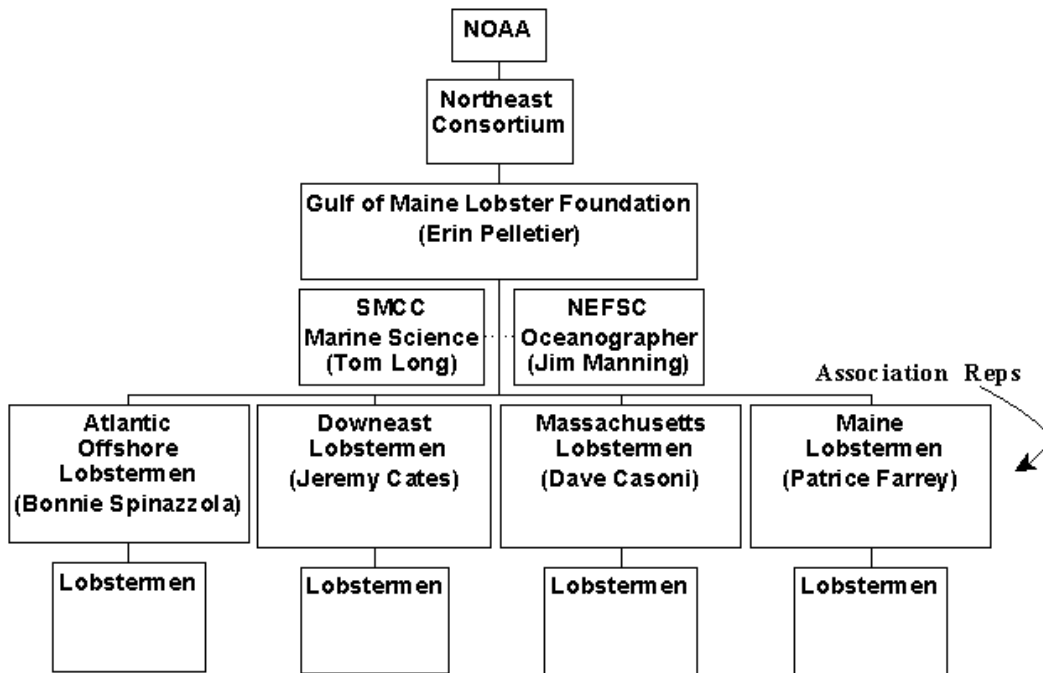 NOAA
Northeast
Consortium
Gulf of Maine Lobster Foundation
(Erin Pelletier)
SMCC
Marine Science
(Tom Long)
NEFSC
Oceanographer
(Jim Manning)
Association Reps
Atlantic
Offshore
Lobstermen
(Bonnie Spinazzola)
Downeast
Lobstermen
(Jeremy Cates)
Massachusetts
Lobstermen
(Dave Casoni)
Maine
Lobstermen
(Patrice Farrey)
Lobstermen
Lobstermen
Lobstermen
Lobstermen